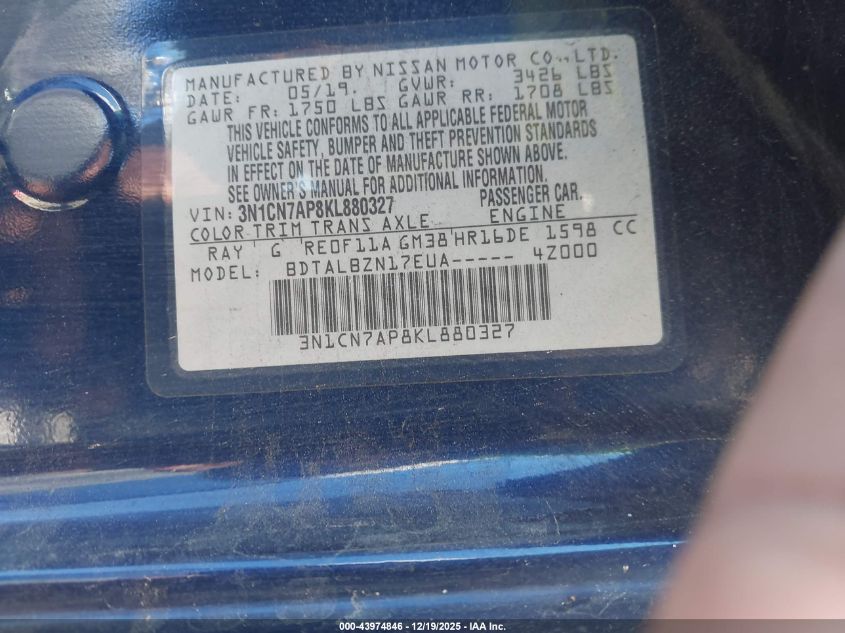 MANUFACTURED BY NISSAN MOTOR CO.,LTD.
DATE: 05/19. GVWR: 3426 LBS
GAWR FR: 1750 LBS GAWR RR: 1708 LBS
THIS VEHICLE CONFORMS TO ALL APPLICABLE FEDERAL MOTOR
VEHICLE SAFETY, BUMPER AND THEFT PREVENTION STANDARDS
IN EFFECT ON THE DATE OF MANUFACTURE SHOWN ABOVE.
SEE OWNER'S MANUAL FOR ADDITIONAL INFORMATION.
VIN: 3N1CN7AP8KL880327 PASSENGER CAR
COLOR TRIM TRANS AXLE ENGINE
RAY G RE0F11A GM38 HR16DE 1598 CC
MODEL: BDTALBZN17EUA----- 4Z000
3N1CN7AP8KL880327
000-43974846 • 12/19/2025 • IAA Inc.